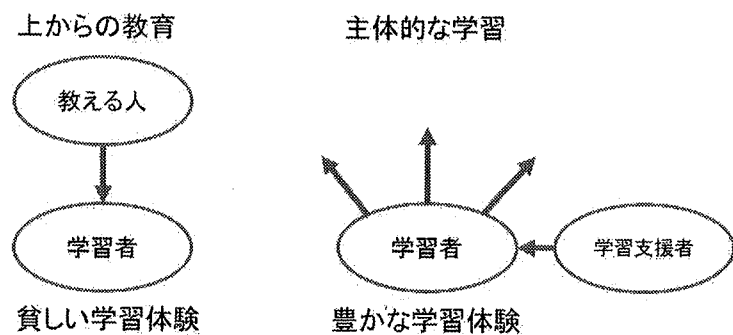 上からの教育
教える人
学習者
貧しい学習体験
主体的な学習
学習者
学習支援者
豊かな学習体験